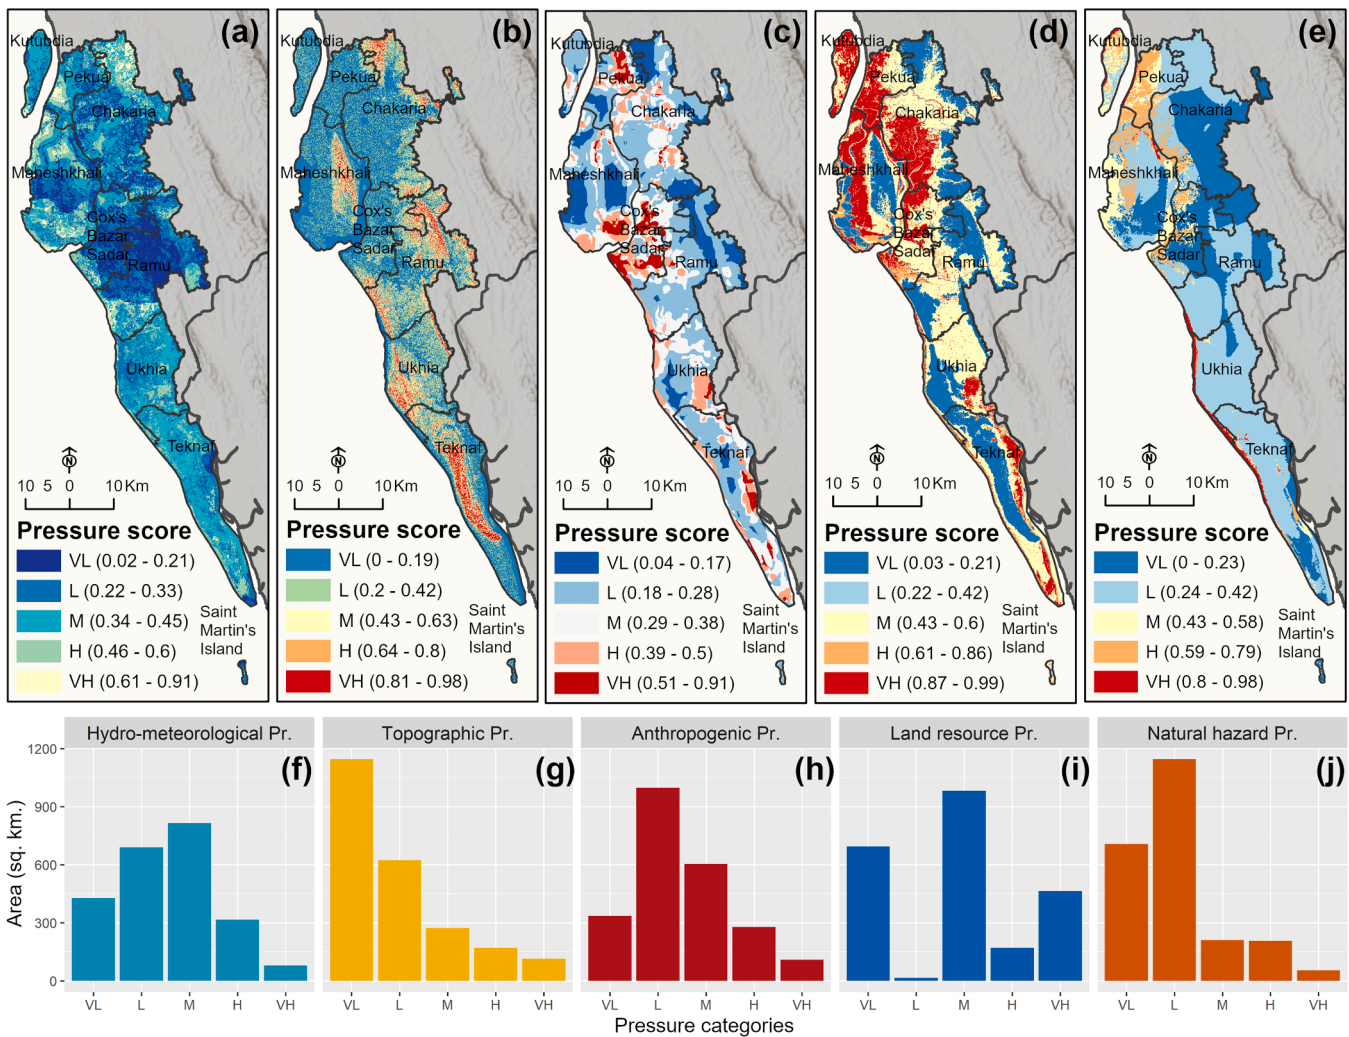 (a)
Kutubdia
Pekua
Chakaria
Maheshkhali
Cox's
Bazar
Sadar
Ramu
Ukhia
Teknaf
N
10 5 0 10Km
Pressure score
VL (0.02 - 0.21)
L (0.22 - 0.33)
M (0.34 - 0.45)
H (0.46 - 0.6)
VH (0.61 - 0.91)
Saint
Martin's
Island
(b)
Kutubdia
Pekua
Chakaria
Maheshkhali
Cox's
Bazar
Sadar
Ramu
Ukhia
Teknaf
N
10 5 0 10Km
Pressure score
VL (0 - 0.19)
L (0.2 - 0.42)
M (0.43 - 0.63)
H (0.64 - 0.8)
VH (0.81 - 0.98)
Saint
Martin's
Island
(c)
Kutubdia
Pekua
Chakaria
Maheshkhali
Cox's
Bazar
Sadar
Ramu
Ukhia
Teknaf
N
10 5 0 10Km
Pressure score
VL (0.04 - 0.17)
L (0.18 - 0.28)
M (0.29 - 0.38)
H (0.39 - 0.5)
VH (0.51 - 0.91)
Saint
Martin's
Island
(d)
Kutubdia
Pekua
Chakaria
Maheshkhali
Cox's
Bazar
Sadar
Ramu
Ukhia
Teknaf
N
10 5 0 10Km
Pressure score
VL (0.03 - 0.21)
L (0.22 - 0.42)
M (0.43 - 0.6)
H (0.61 - 0.86)
VH (0.87 - 0.99)
Saint
Martin's
Island
(e)
Kutubdia
Pekua
Chakaria
Maheshkhali
Cox's
Bazar
Sadar
Ramu
Ukhia
Teknaf
N
10 5 0 10Km
Pressure score
VL (0 - 0.23)
L (0.24 - 0.42)
M (0.43 - 0.58)
H (0.59 - 0.79)
VH (0.8 - 0.98)
Saint
Martin's
Island
Hydro-meteorological Pr.
Topographic Pr.
Anthropogenic Pr.
Land resource Pr.
Natural hazard Pr.
(f)
(g)
(h)
(i)
(j)
Area (sq. km.)
1200
900
600
300
0
VL L M H VH
VL L M H VH
VL L M H VH
VL L M H VH
VL L M H VH
Pressure categories